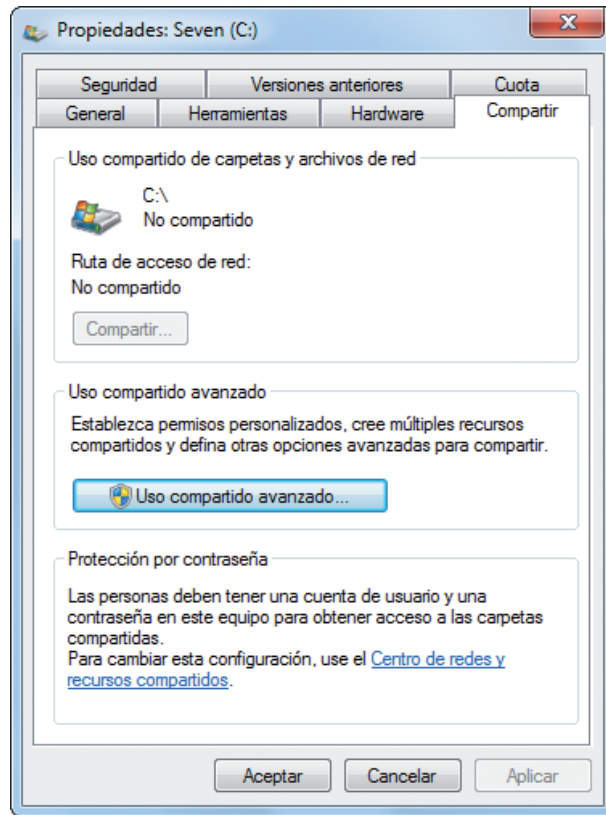 Propiedades: Seven (C:)
Seguridad
Versiones anteriores
Cuota
General
Herramientas
Hardware
Compartir
Uso compartido de carpetas y archivos de red
C:\
No compartido
Ruta de acceso de red:
No compartido
Compartir...
Uso compartido avanzado
Establezca permisos personalizados, cree múltiples recursos
compartidos y defina otras opciones avanzadas para compartir.
Uso compartido avanzado...
Protección por contraseña
Las personas deben tener una cuenta de usuario y una
contraseña en este equipo para obtener acceso a las carpetas
compartidas.
Para cambiar esta configuración, use el Centro de redes y
recursos compartidos.
Aceptar
Cancelar
Aplicar